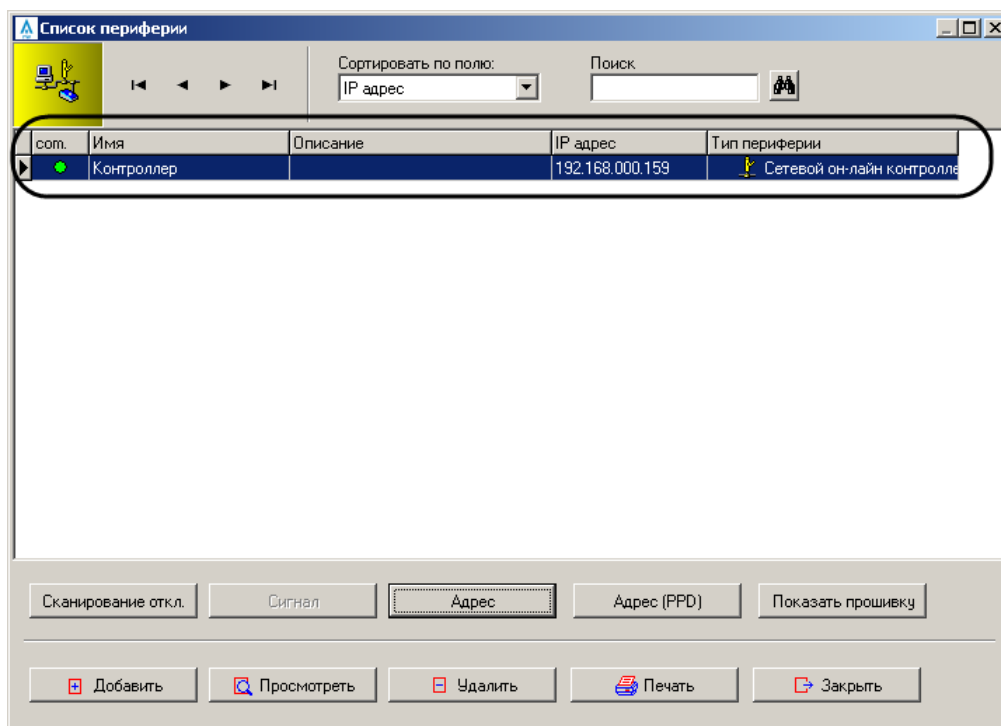 Список периферии
Сортировать по полю: Поиск
IP адрес
com. Имя Описание IP адрес Тип периферии
Контроллер 192.168.000.159 Сетевой он-лайн контролле
Сканирование откл. Сигнал Адрес Адрес (PPD) Показать прошивку
Добавить Просмотреть Удалить Печать Закрыть